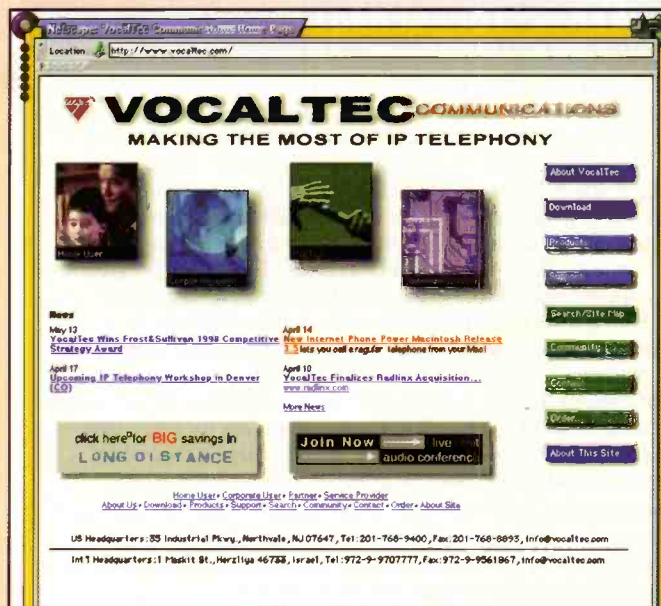 Netscape: VocalTec Communications Home Page
Location: http://www.vocaltec.com/
VOCALTEC COMMUNICATIONS
MAKING THE MOST OF IP TELEPHONY
Home User
Corporate User
Partner
About VocalTec
Download
Products
Support
Search/Site Map
Community
Contact
Order
About This Site
News
May 13
VocalTec Wins Frost&Sullivan 1998 Competitive
Strategy Award
April 17
Upcoming IP Telephony Workshop in Denver
(CO)
April 14
New Internet Phone Power Macintosh Release
3.5 lets you call a regular telephone from your Mac!
April 10
VocalTec Finalizes Radlinx Acquisition...
www.radlinx.com
More News
click here for BIG savings in
LONG DISTANCE
Join Now live
audio conferenc
Home User • Corporate User • Partner • Service Provider
About Us • Download • Products • Support • Search • Community • Contact • Order • About Site
US Headquarters: 35 Industrial Pkwy., Northvale, NJ 07647, Tel: 201-768-9400, Fax: 201-768-8893, info@vocaltec.com
Int'l Headquarters: 1 Maskit St., Herzliya 46733, Israel, Tel: 972-9-9707777, Fax: 972-9-9561867, info@vocaltec.com